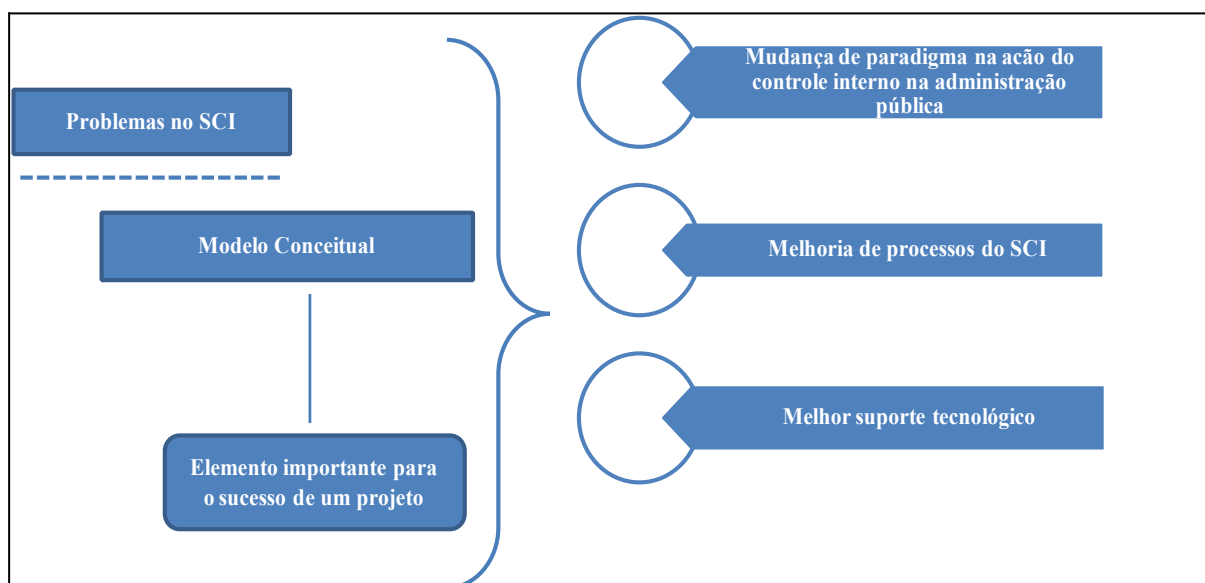 Problemas no SCI
Modelo Conceitual
Elemento importante para
o sucesso de um projeto
Mudança de paradigma na acão do
controle interno na administração
pública
Melhoria de processos do SCI
Melhor suporte tecnológico